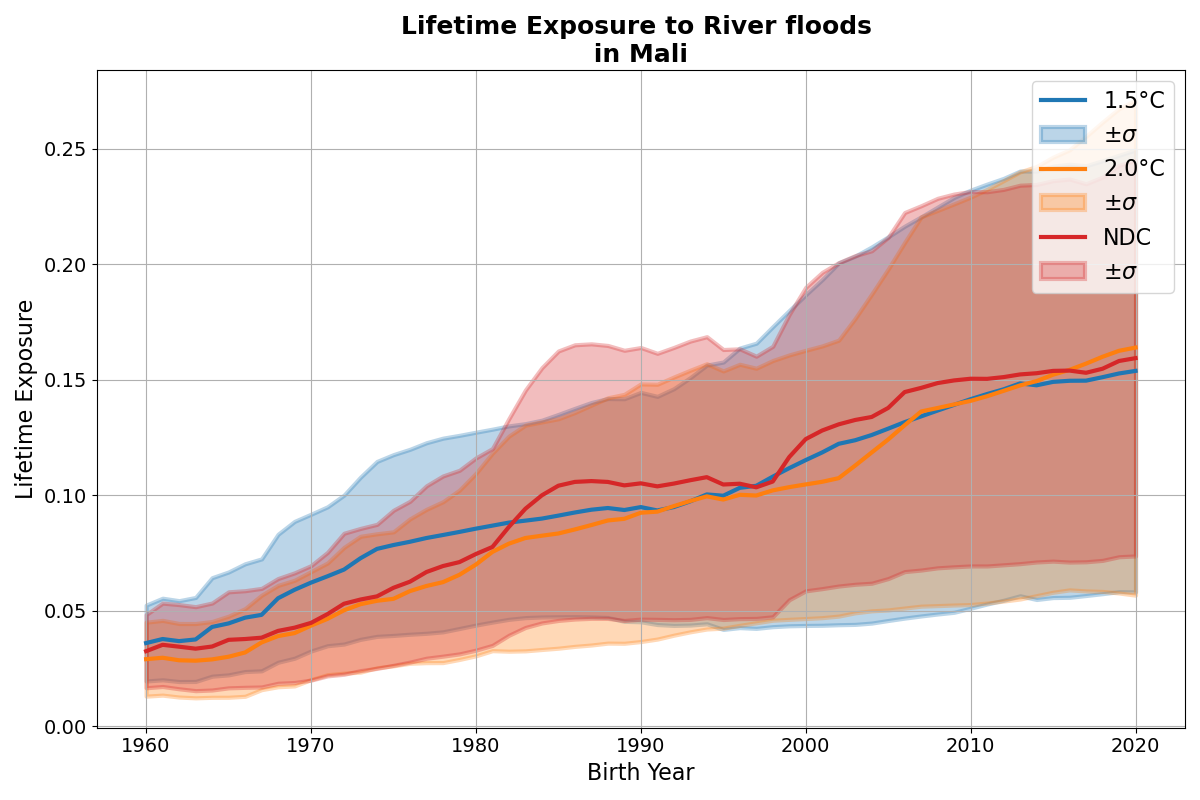 Lifetime Exposure to River floods
in Mali
Lifetime Exposure
0.25
0.20
0.15
0.10
0.05
0.00
1960 1970 1980 1990 2000 2010 2020
Birth Year
1.5°C
±σ
2.0°C
±σ
NDC
±σ